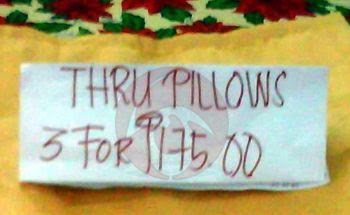 THRU PILLOWS
3 FOR ₱175.00